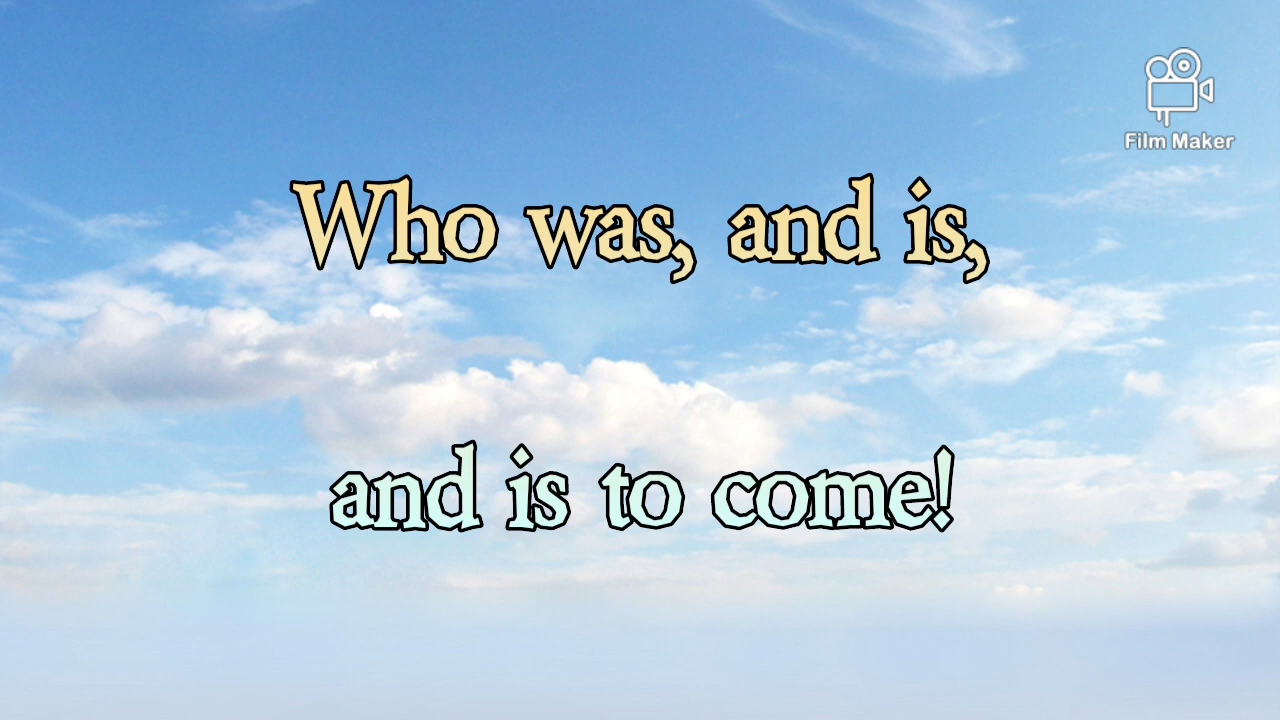 Film Maker
Who was, and is,
and is to come!